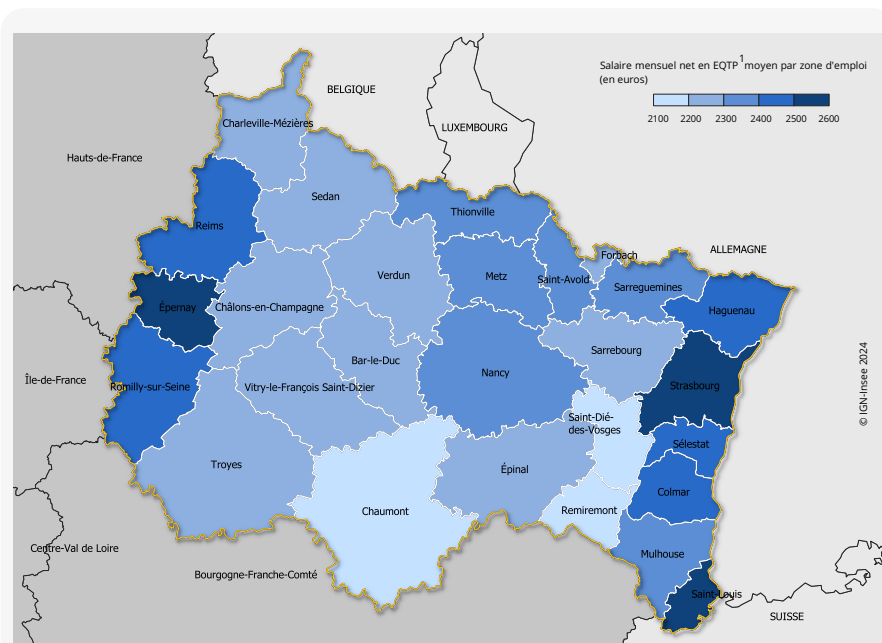 Salaire mensuel net en EQTP 1 moyen par zone d'emploi
(en euros)
2100 2200 2300 2400 2500 2600
BELGIQUE
Charleville-Mézières
LUXEMBOURG
Hauts-de-France
Sedan
Thionville
Reims
ALLEMAGNE
Forbach
Verdun
Metz
Saint-Avold
Sarreguemines
Épernay
Châlons-en-Champagne
Haguenau
Sarrebourg
Bar-le-Duc
Nancy
Île-de-France
Romilly-sur-Seine
Vitry-le-François Saint-Dizier
Strasbourg
© IGN-Insee 2024
Saint-Dié-
des-Vosges
Sélestat
Troyes
Épinal
Colmar
Chaumont
Remiremont
Centre-Val de Loire
Mulhouse
Bourgogne-Franche-Comté
Saint-Louis
SUISSE